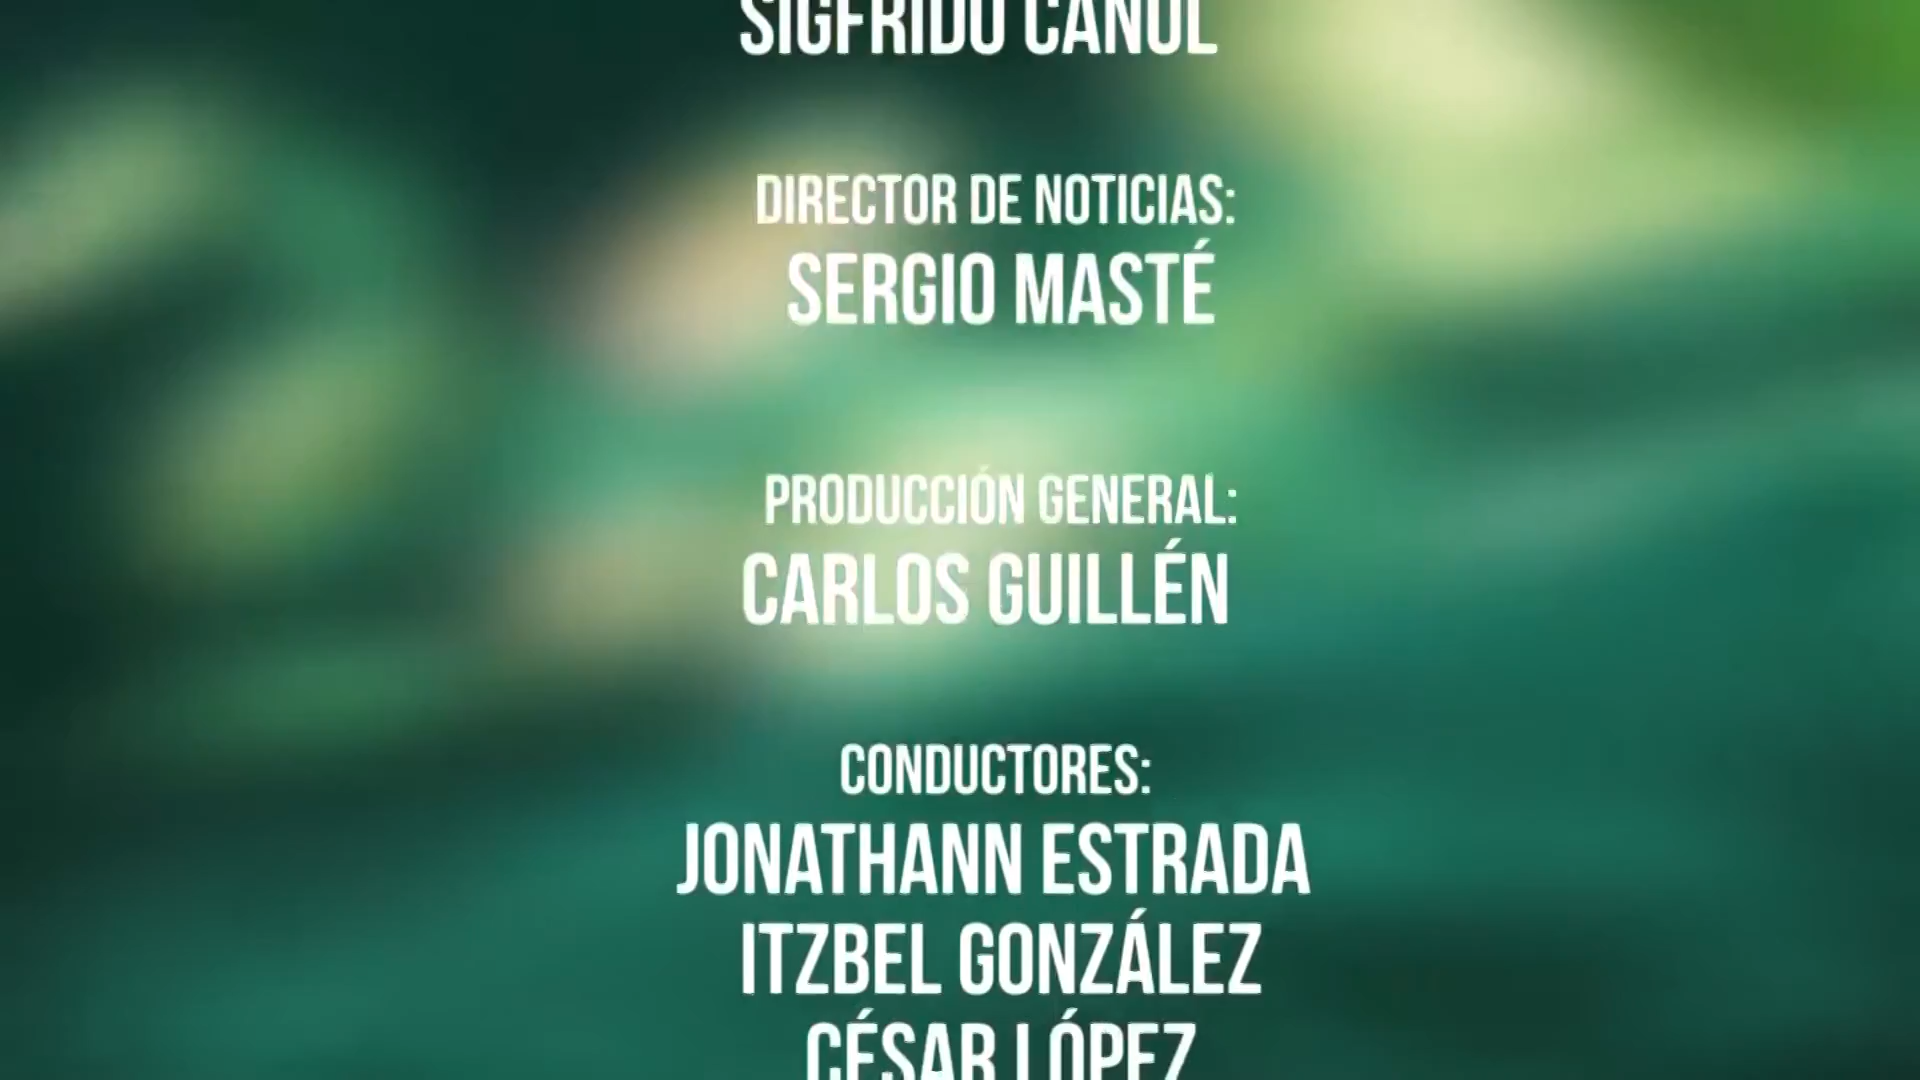 SIGFRIDO CANUL
DIRECTOR DE NOTICIAS:
SERGIO MASTÉ
PRODUCCIÓN GENERAL:
CARLOS GUILLÉN
CONDUCTORES:
JONATHANN ESTRADA
ITZBEL GONZÁLEZ
CÉSAR LÓPEZ